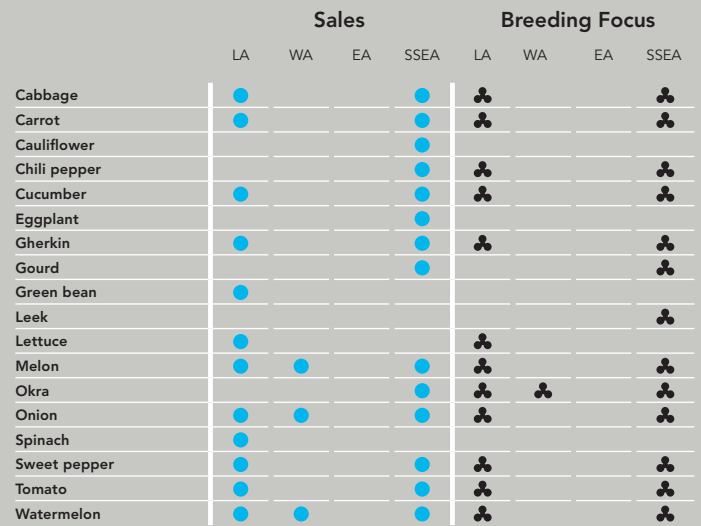 Sales Breeding Focus
LA WA EA SSEA LA WA EA SSEA
Cabbage
Carrot
Cauliflower
Chili pepper
Cucumber
Eggplant
Gherkin
Gourd
Green bean
Leek
Lettuce
Melon
Okra
Onion
Spinach
Sweet pepper
Tomato
Watermelon